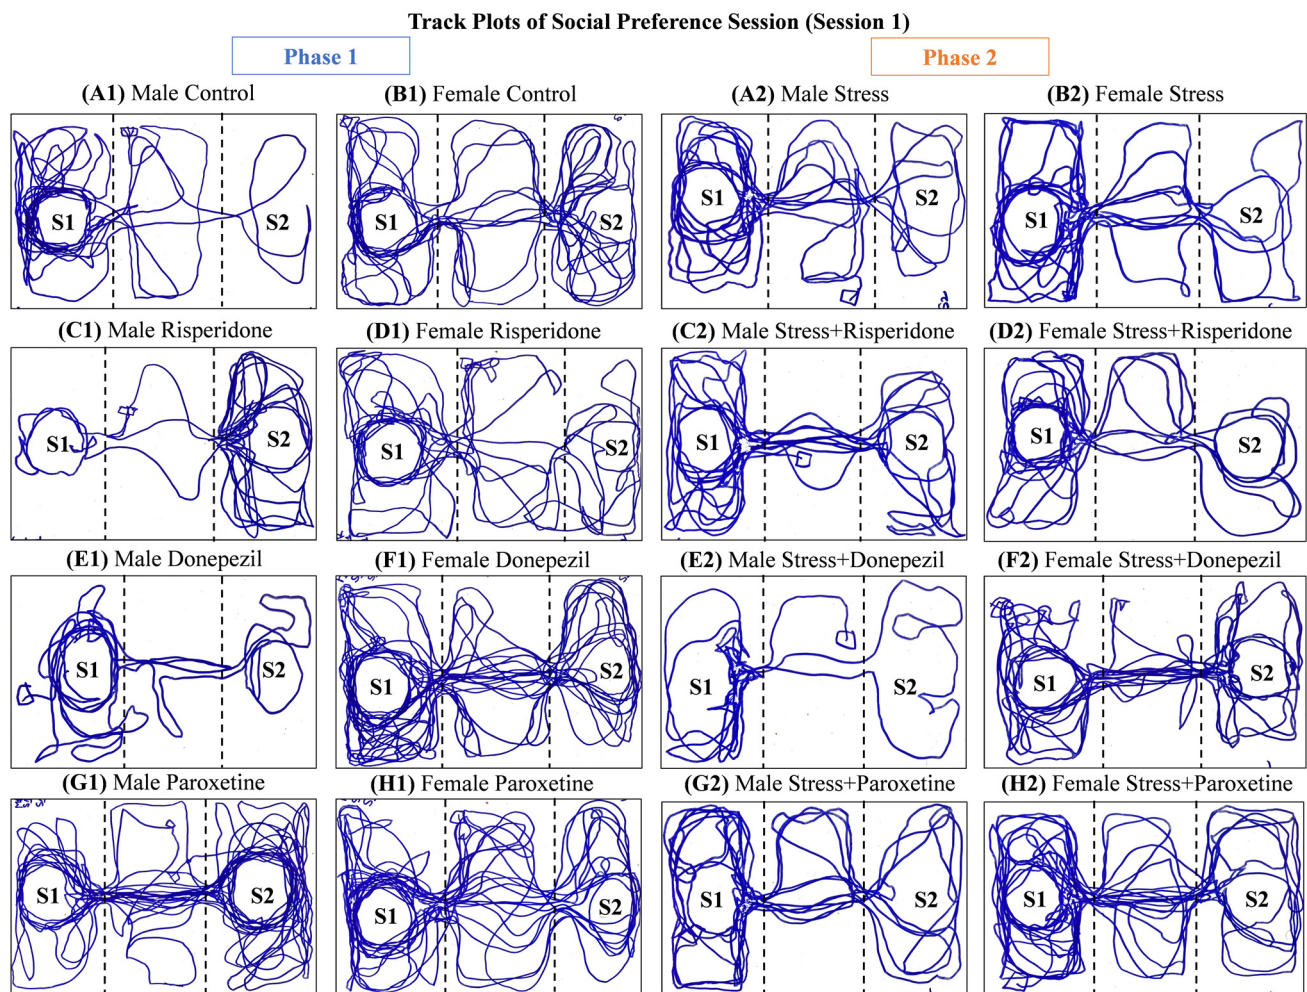 Track Plots of Social Preference Session (Session 1)
Phase 1
Phase 2
(A1) Male Control
(B1) Female Control
(A2) Male Stress
(B2) Female Stress
S1
S2
S1
S2
S1
S2
S1
S2
(C1) Male Risperidone
(D1) Female Risperidone
(C2) Male Stress+Risperidone
(D2) Female Stress+Risperidone
S1
S2
S1
S2
S1
S2
S1
S2
(E1) Male Donepezil
(F1) Female Donepezil
(E2) Male Stress+Donepezil
(F2) Female Stress+Donepezil
S1
S2
S1
S2
S1
S2
S1
S2
(G1) Male Paroxetine
(H1) Female Paroxetine
(G2) Male Stress+Paroxetine
(H2) Female Stress+Paroxetine
S1
S2
S1
S2
S1
S2
S1
S2